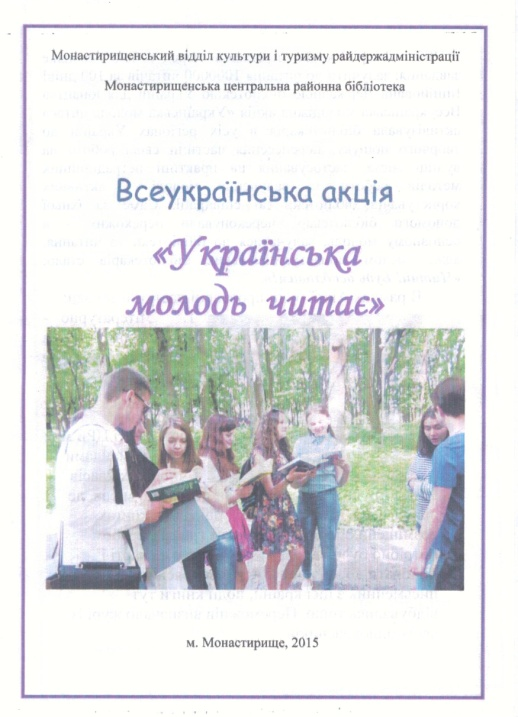 Монастирищенський відділ культури і туризму райдержадміністрації
Монастирищенська центральна районна бібліотека
Всеукраїнська акція
«Українська
молодь читає»
м. Монастирище, 2015